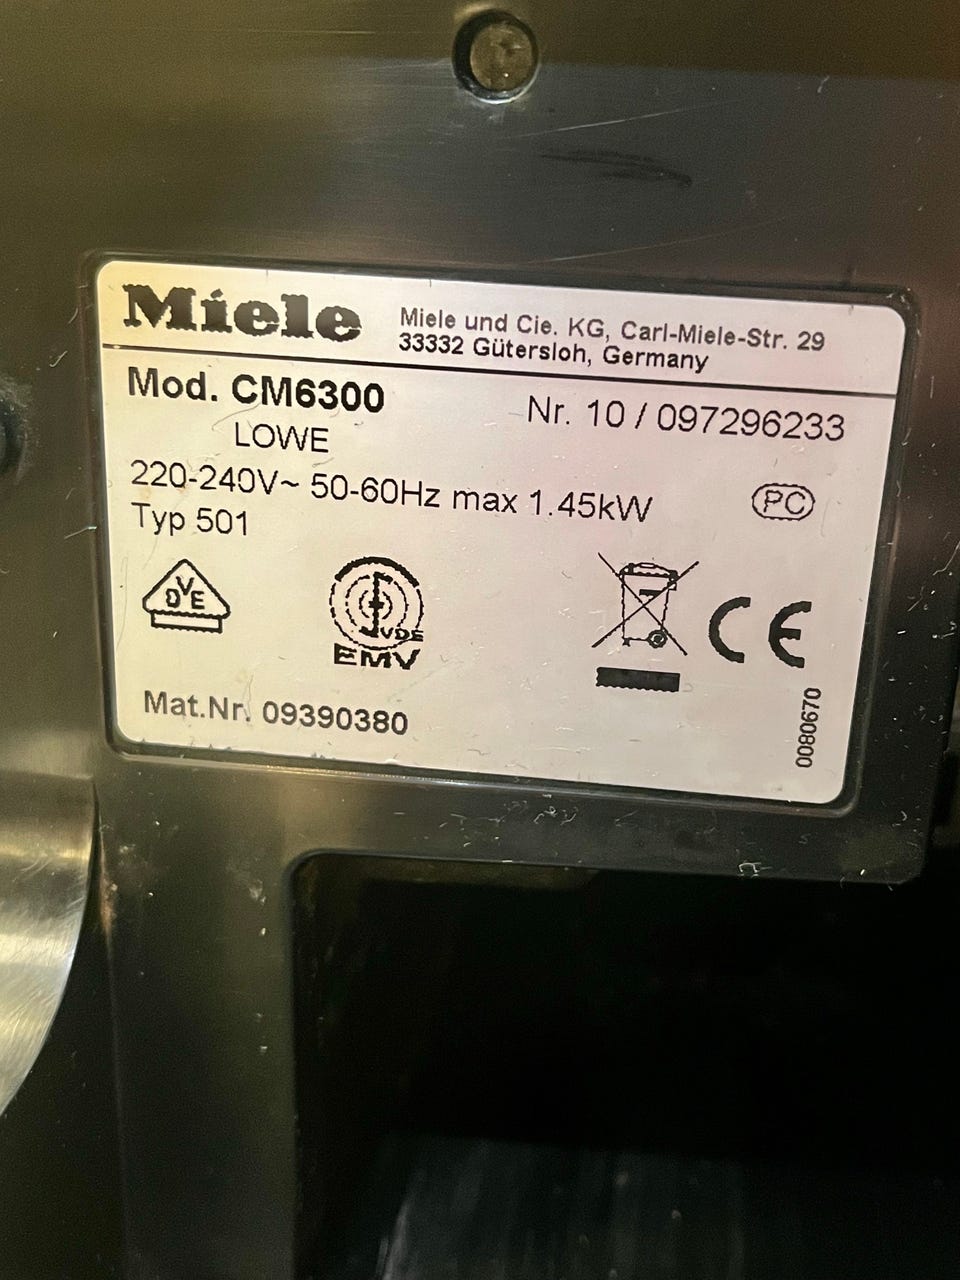 Miele
Miele und Cie. KG, Carl-Miele-Str. 29
33332 Gütersloh, Germany
Mod. CM6300
Nr. 10 / 097296233
LOWE
220-240V~ 50-60Hz max 1.45kW
PC
Typ 501
DVE
VDE
EMV
CE
Mat.Nr. 09390380
0080670